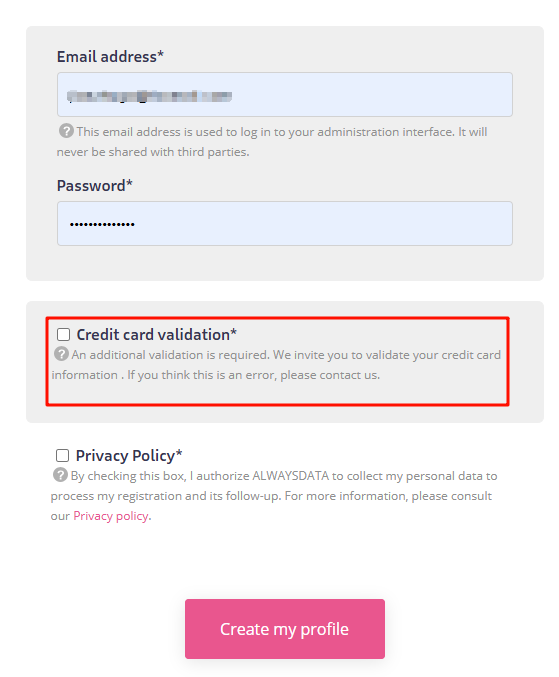 Email address*
This email address is used to log in to your administration interface. It will
never be shared with third parties.
Password*
••••••••••••••
Credit card validation*
An additional validation is required. We invite you to validate your credit card
information . If you think this is an error, please contact us.
Privacy Policy*
By checking this box, I authorize ALWAYSDATA to collect my personal data to
process my registration and its follow-up. For more information, please consult
our Privacy policy.
Create my profile